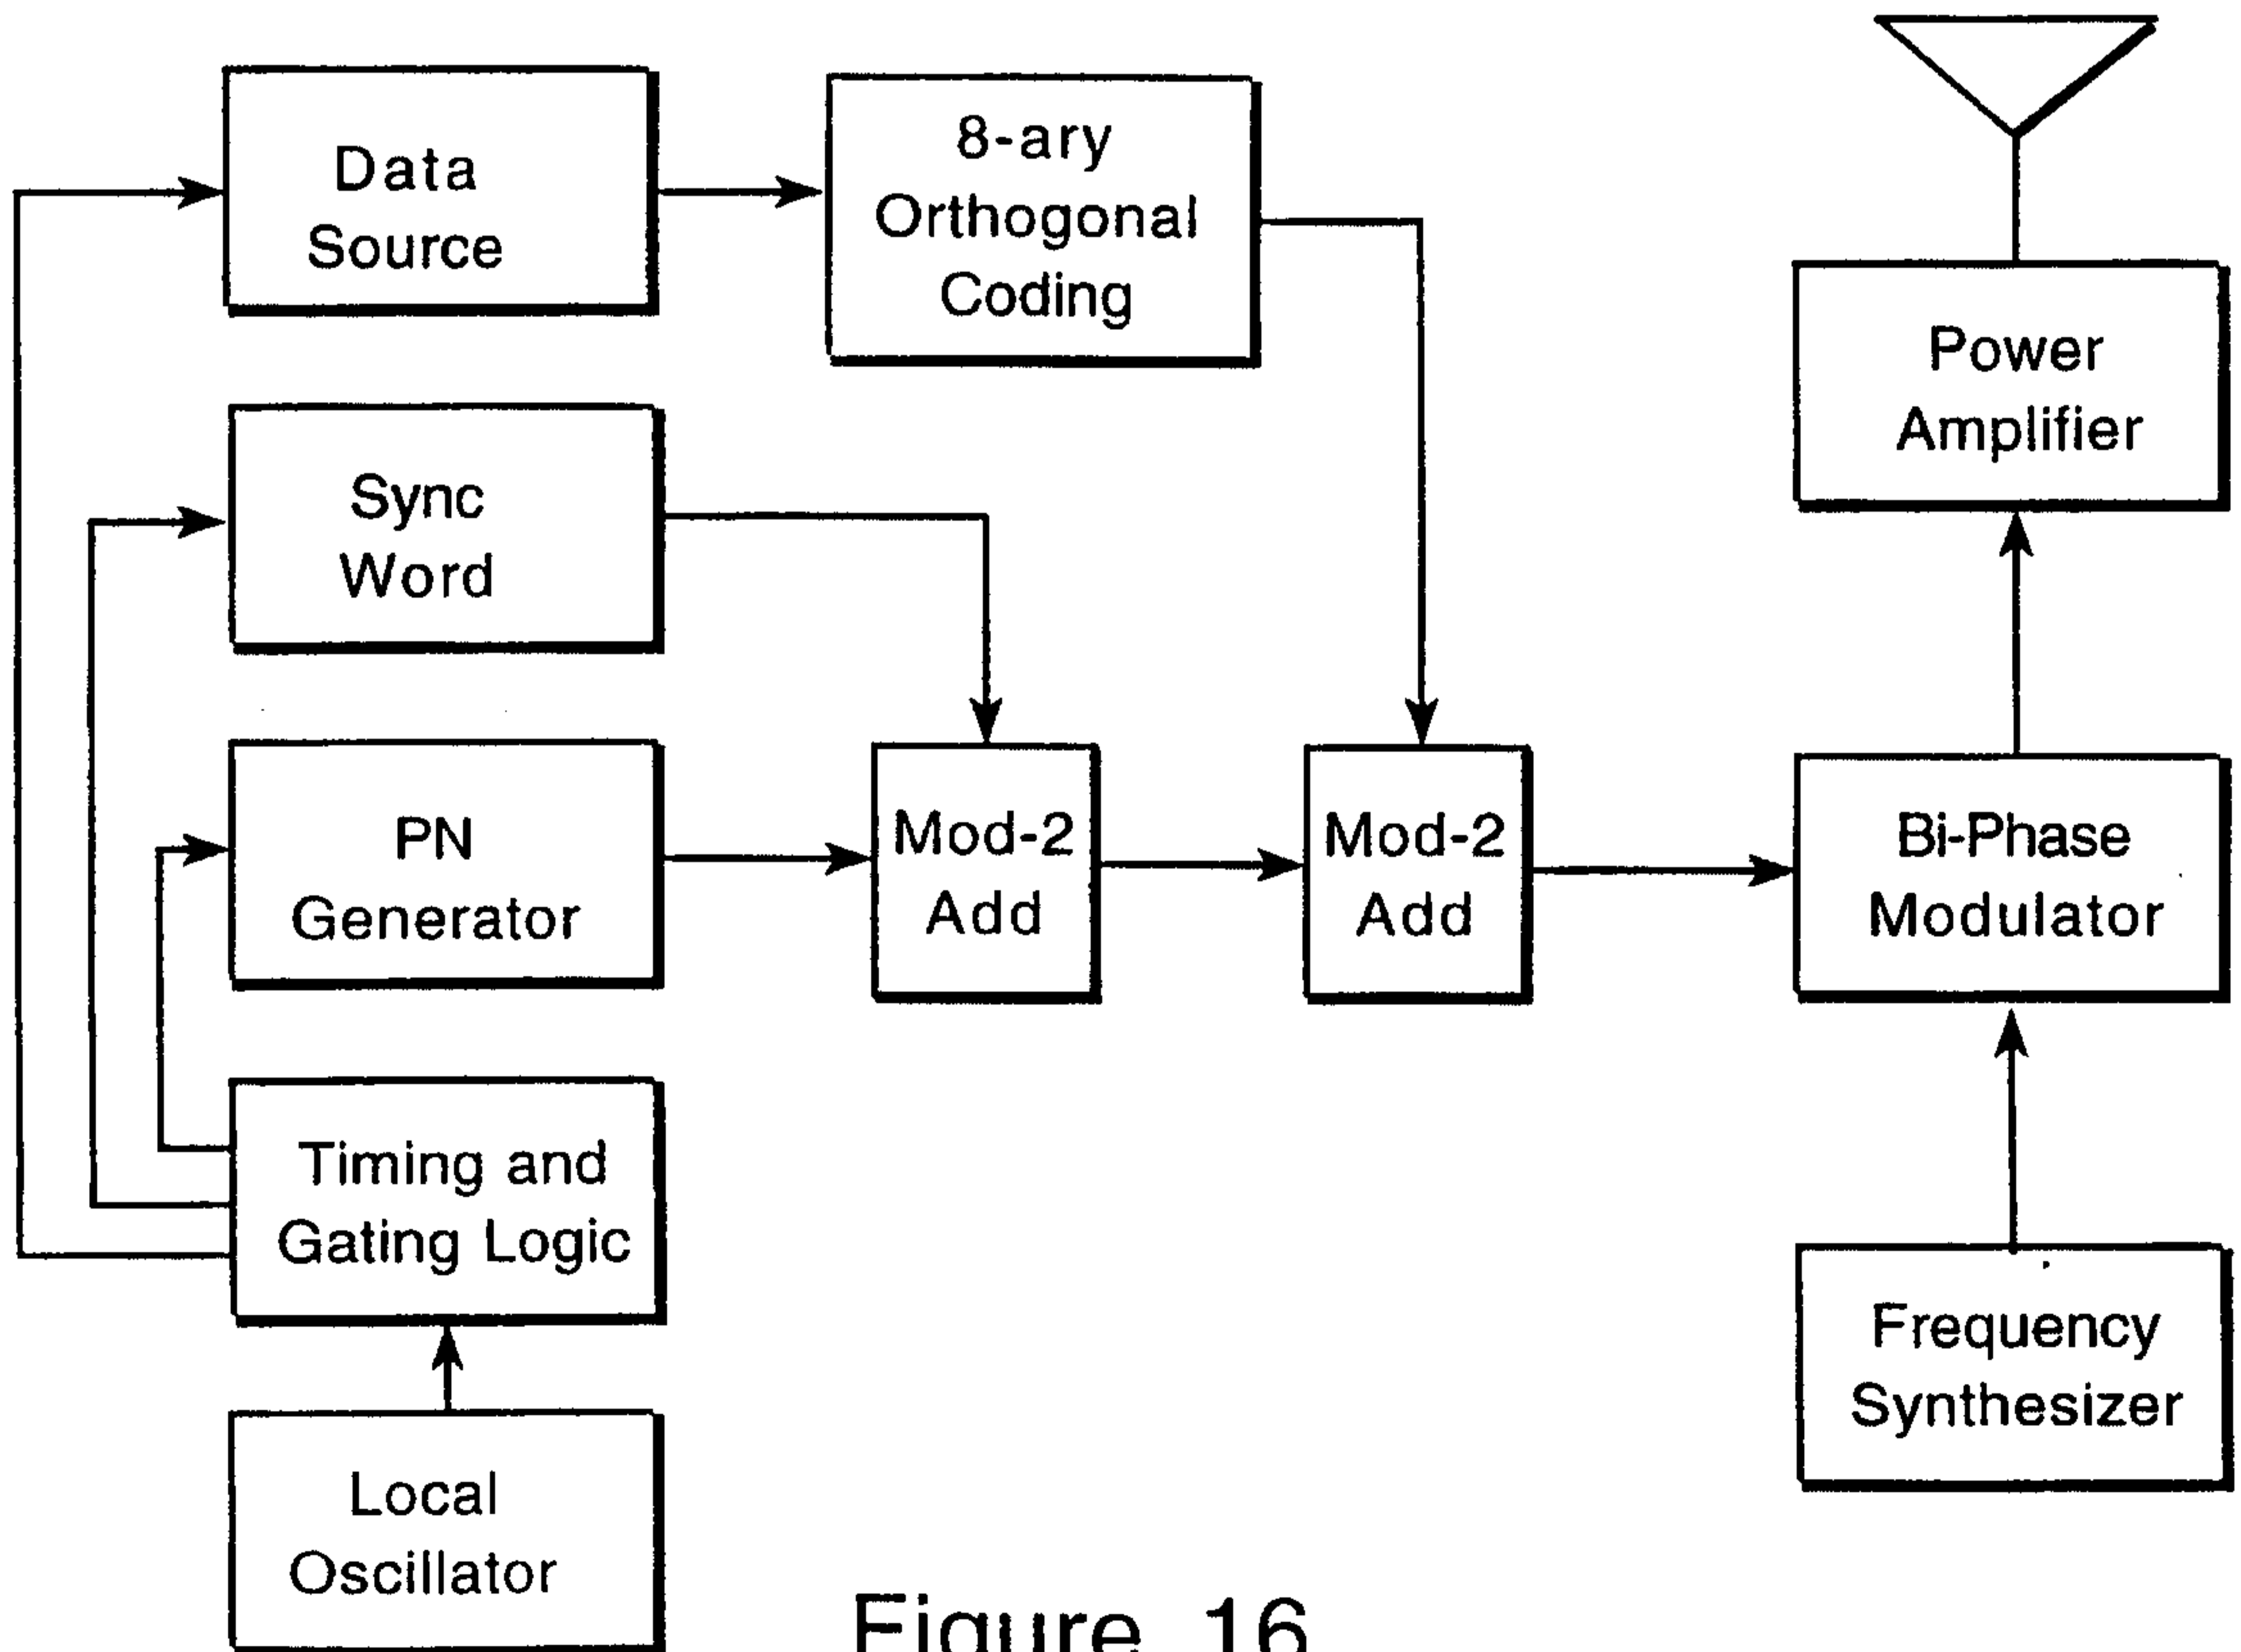 Data
Source
8-ary
Orthogonal
Coding
Power
Amplifier
Sync
Word
PN
Generator
Mod-2
Add
Mod-2
Add
Bi-Phase
Modulator
Timing and
Gating Logic
Frequency
Synthesizer
Local
Oscillator
Figure 16